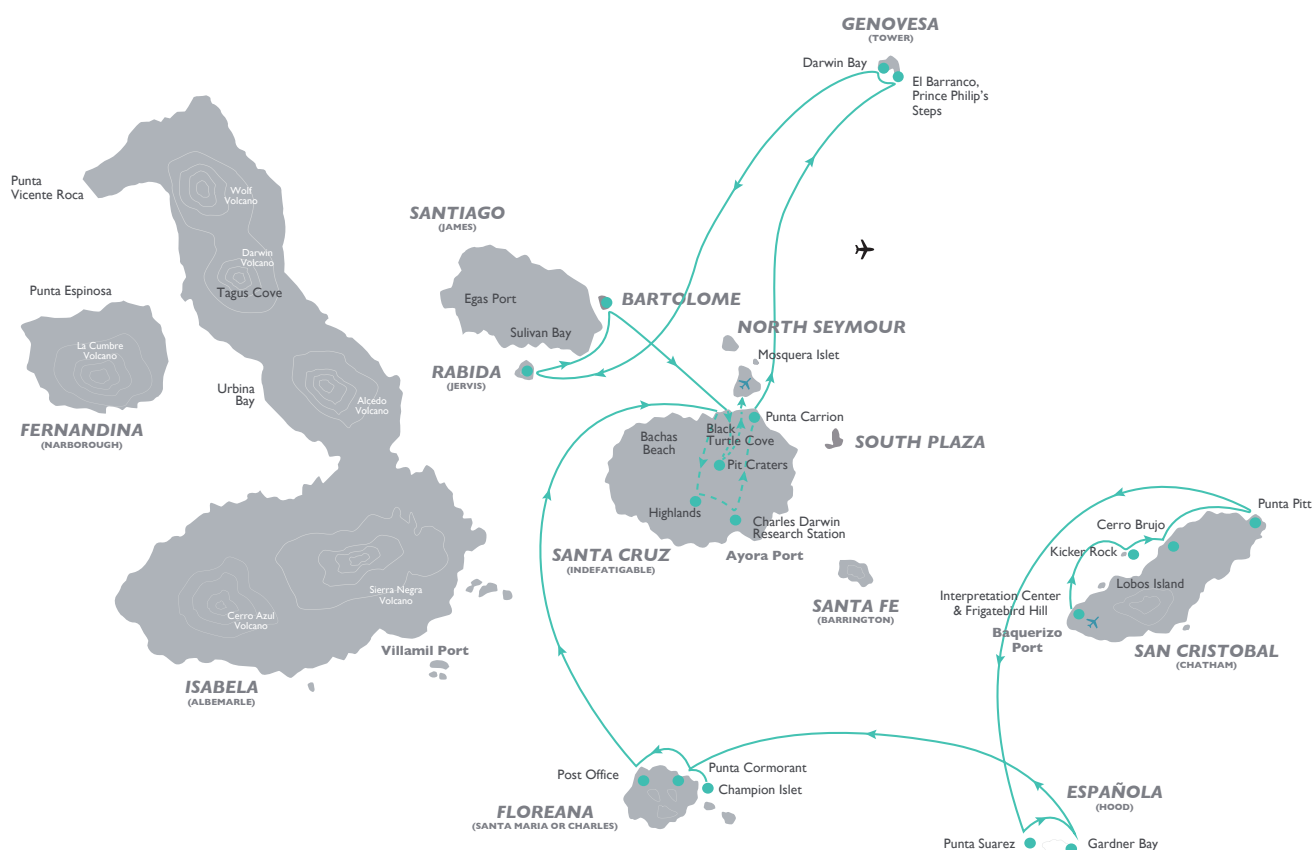 GENOVESA
(TOWER)
Darwin Bay
El Barranco,
Prince Philip's
Steps
Punta
Vicente Roca
Wolf
Volcano
SANTIAGO
(JAMES)
Darwin
Volcano
Tagus Cove
Punta Espinosa
Egas Port
BARTOLOME
Sulivan Bay
NORTH SEYMOUR
Mosquera Islet
La Cumbre
Volcano
RABIDA
(JERVIS)
Urbina
Bay
Alcedo
Volcano
FERNANDINA
(NARBOROUGH)
Punta Carrion
Black
Turtle Cove
Bachas
Beach
SOUTH PLAZA
Pit Craters
Highlands
Charles Darwin
Research Station
Ayora Port
SANTA CRUZ
(INDEFATIGABLE)
Punta Pitt
Cerro Brujo
Kicker Rock
Lobos Island
Interpretation Center
& Frigatebird Hill
Baquerizo
Port
SAN CRISTOBAL
(CHATHAM)
SANTA FE
(BARRINGTON)
Sierra Negra
Volcano
Cerro Azul
Volcano
Villamil Port
ISABELA
(ALBEMARLE)
Post Office
Punta Cormorant
Champion Islet
FLOREANA
(SANTA MARIA OR CHARLES)
ESPAÑOLA
(HOOD)
Punta Suarez
Gardner Bay